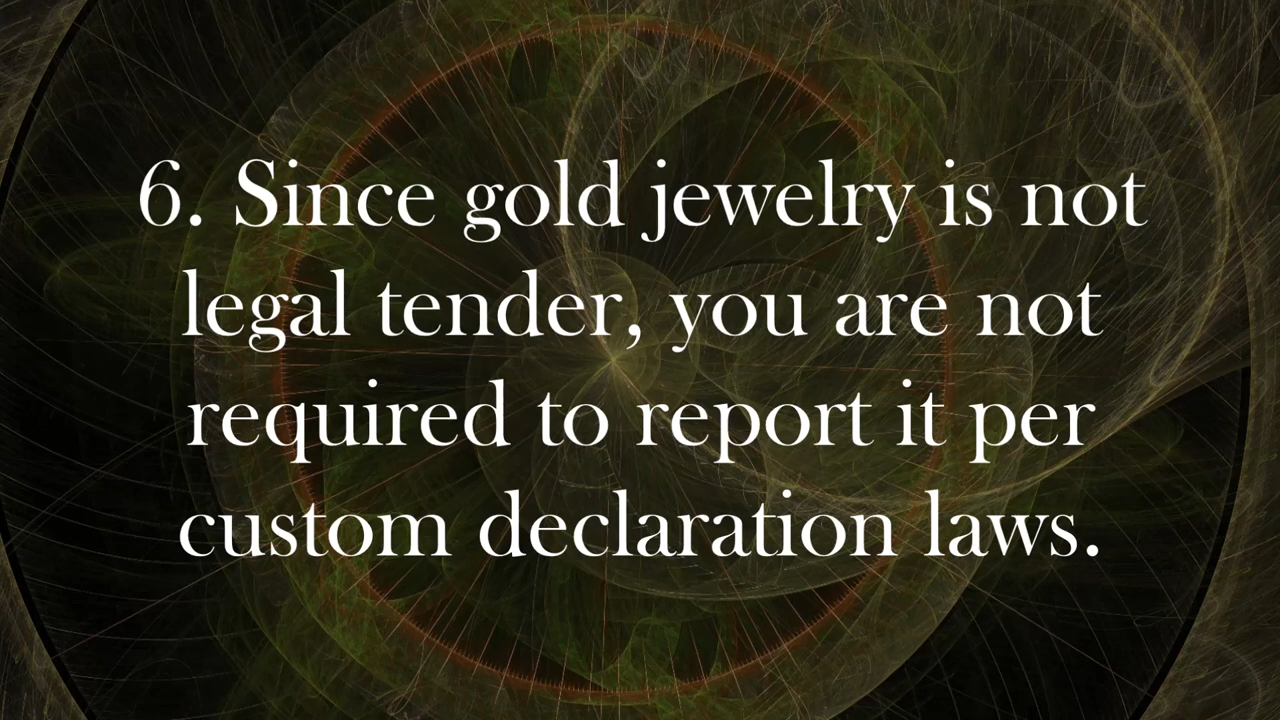 6. Since gold jewelry is not
legal tender, you are not
required to report it per
custom declaration laws.